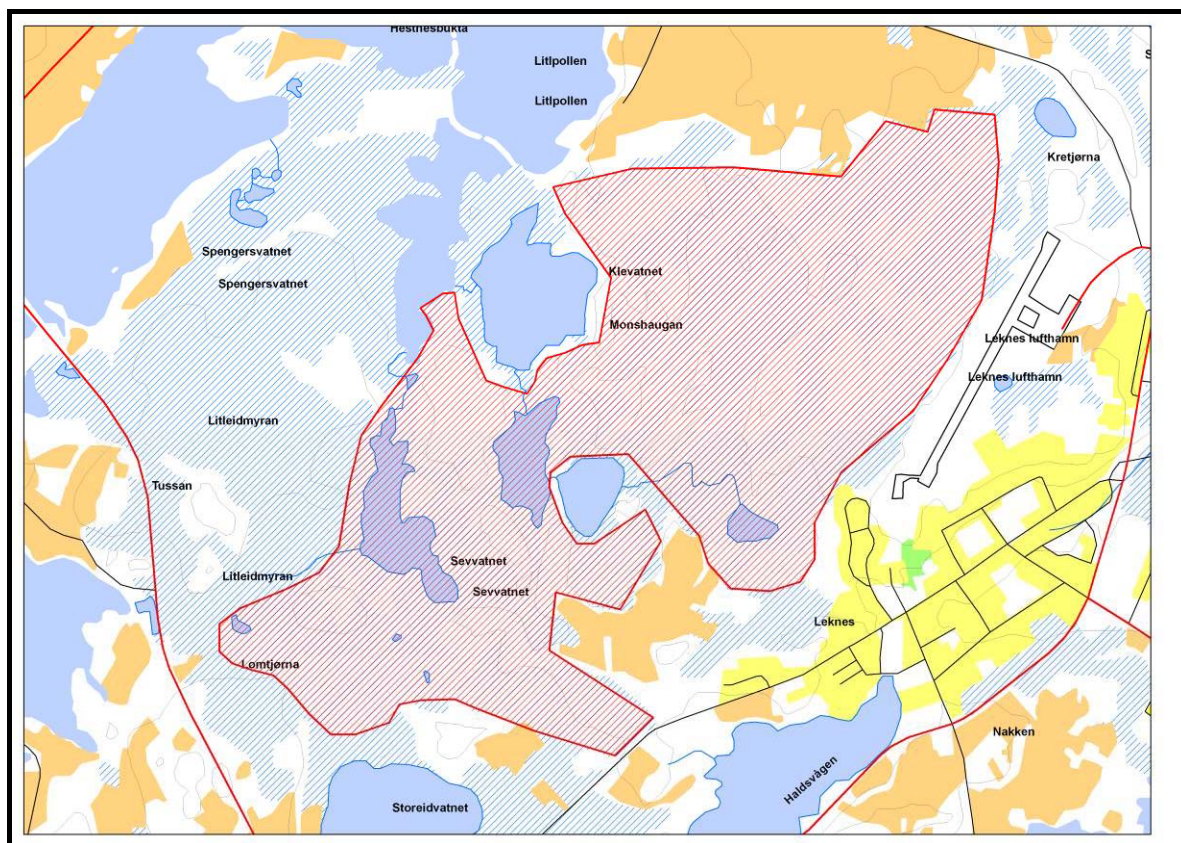 Hestnesbukta
Litlpollen
Litlpollen
S
Kretjørna
Spengersvatnet
Spengersvatnet
Klevatnet
Monshaugan
Leknes lufthamn
Leknes lufthamn
Litleidmyran
Tussan
Sevvatnet
Litleidmyran
Sevvatnet
Leknes
Lomtjørna
Nakken
Haldsvågen
Storeidvatnet